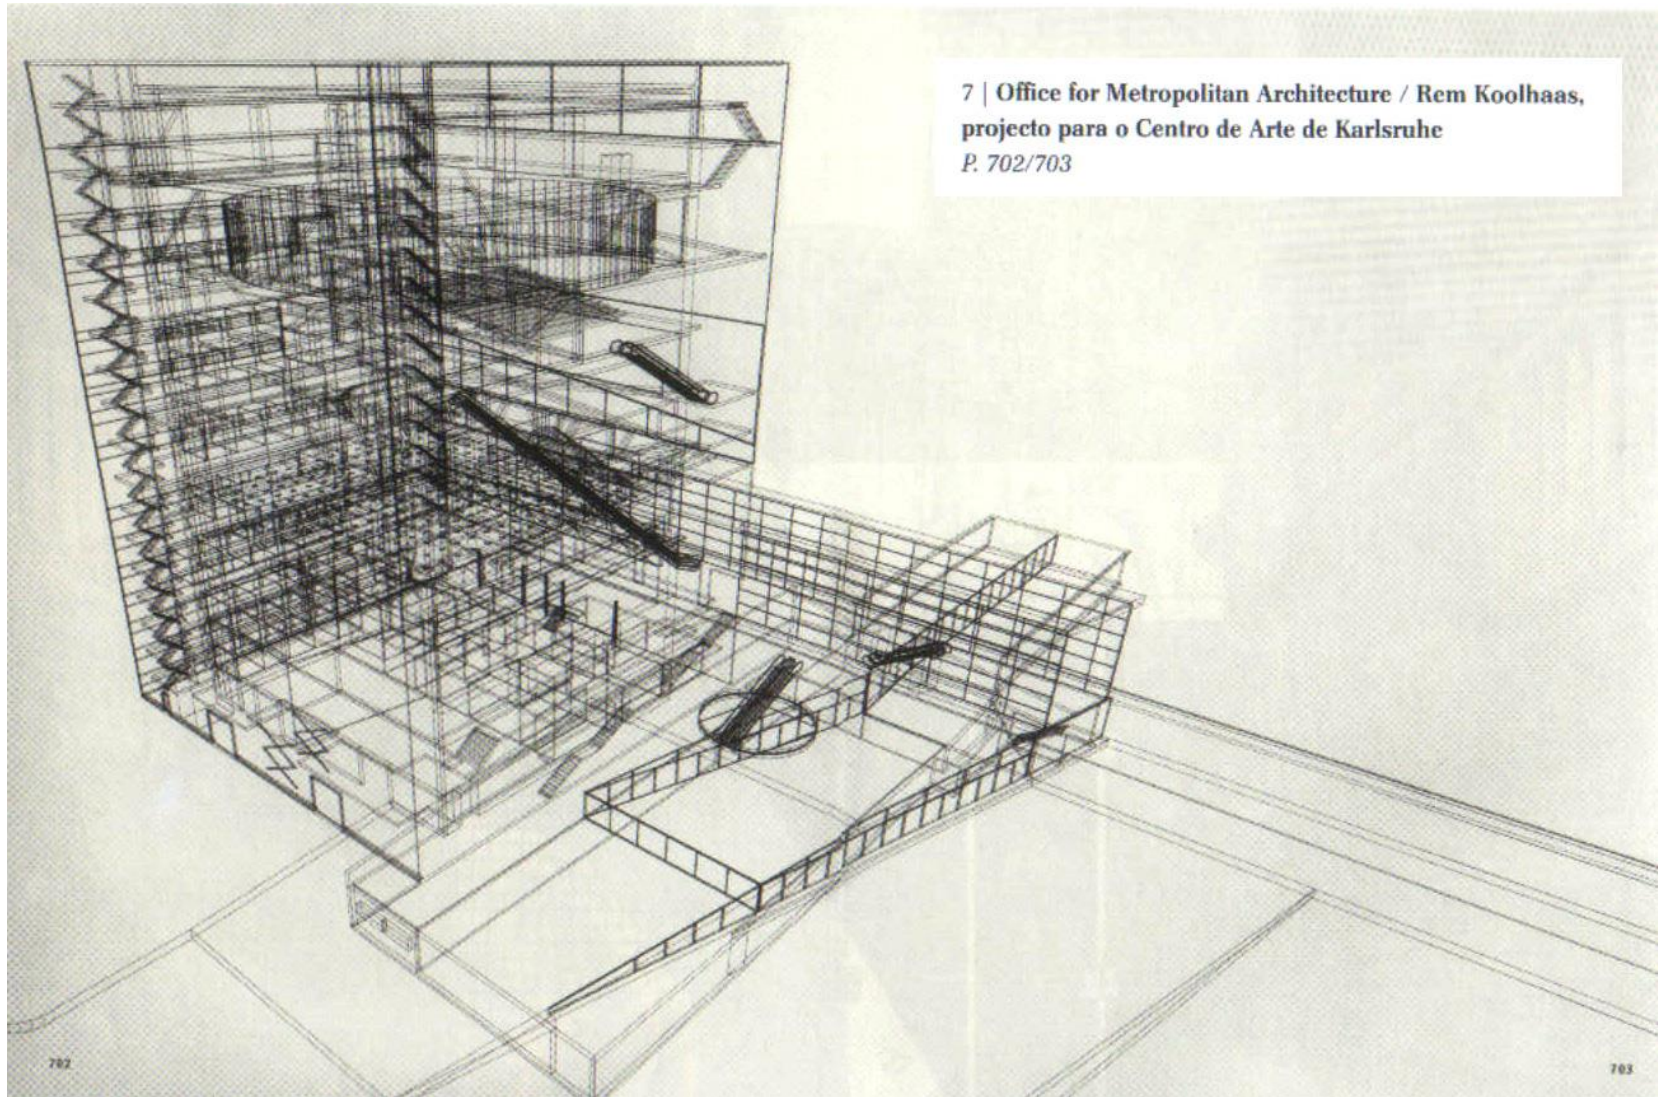 7 | Office for Metropolitan Architecture / Rem Koolhaas,
projecto para o Centro de Arte de Karlsruhe
P. 702/703
702
703